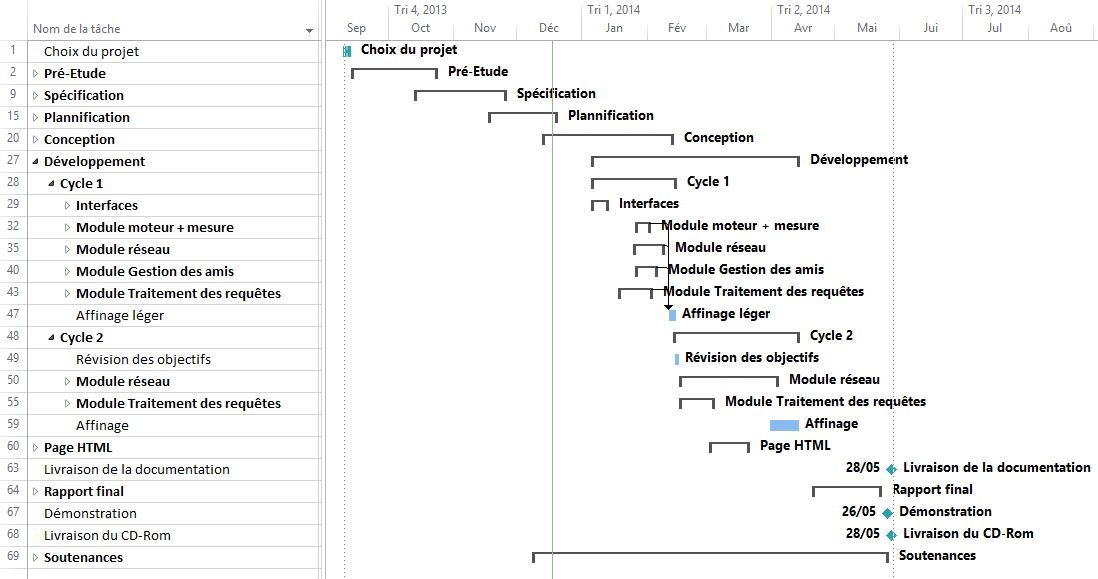 Tri 4, 2013 Tri 1, 2014 Tri 2, 2014 Tri 3, 2014
Nom de la tâche Sep Oct Nov Déc Jan Fév Mar Avr Mai Jui Jul Aoû
1 Choix du projet Choix du projet
2 Pré-Etude Pré-Etude
9 Spécification Spécification
15 Plannification Plannification
20 Conception Conception
27 Développement Développement
28 Cycle 1 Cycle 1
29 Interfaces Interfaces
32 Module moteur + mesure Module moteur + mesure
35 Module réseau Module réseau
40 Module Gestion des amis Module Gestion des amis
43 Module Traitement des requêtes Module Traitement des requêtes
47 Affinage léger Affinage léger
48 Cycle 2 Cycle 2
49 Révision des objectifs Révision des objectifs
50 Module réseau Module réseau
55 Module Traitement des requêtes Module Traitement des requêtes
59 Affinage Affinage
60 Page HTML Page HTML
63 Livraison de la documentation 28/05 Livraison de la documentation
64 Rapport final Rapport final
67 Démonstration 26/05 Démonstration
68 Livraison du CD-Rom 28/05 Livraison du CD-Rom
69 Soutenances Soutenances